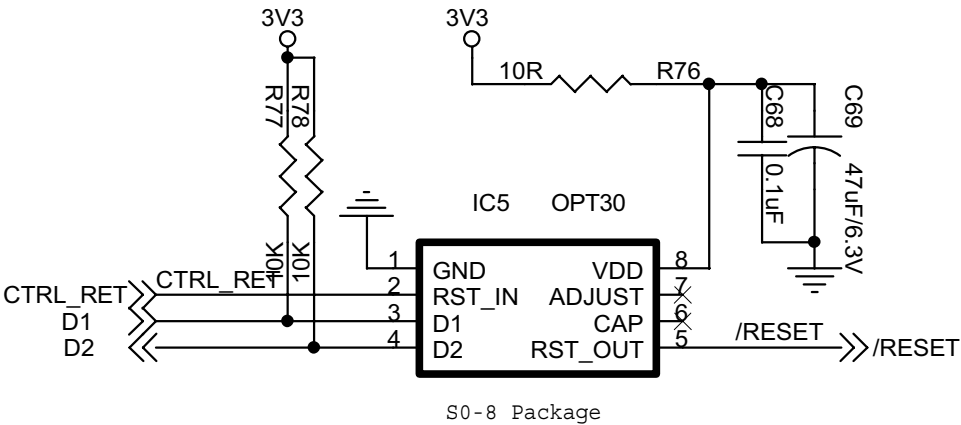 3V3
3V3
10R
R76
R77
R78
C68
C69
0.1uF
47uF/6.3V
10K
10K
IC5
OPT30
1
GND
VDD
8
CTRL_RET
CTRL_RET
2
RST_IN
ADJUST
7
D1
3
D1
CAP
6
D2
4
D2
RST_OUT
5
/RESET
/RESET
S0-8 Package